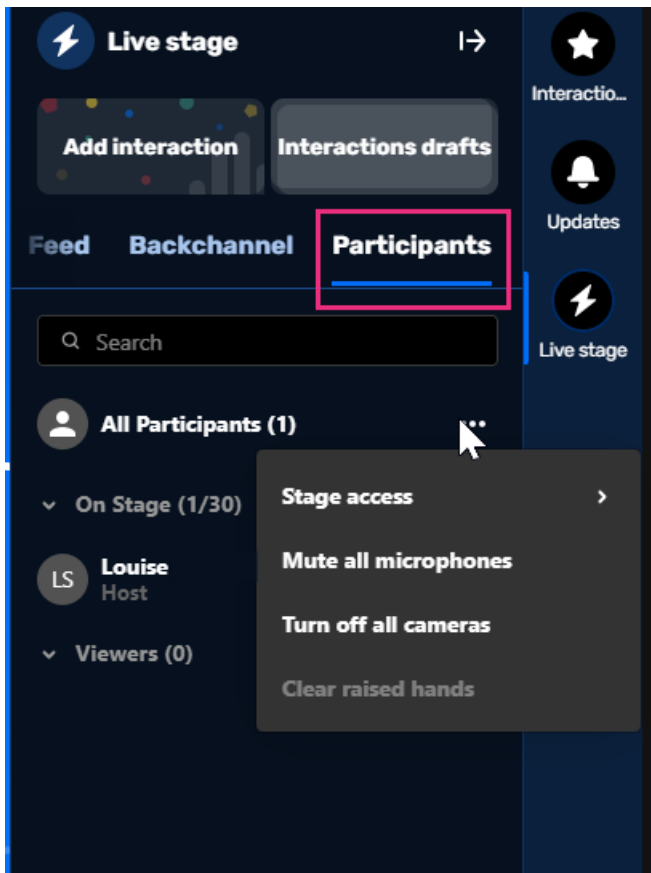 Live stage
Interactio...
Add interaction
Interactions drafts
Updates
Feed
Backchannel
Participants
Search
Live stage
All Participants (1)
Stage access
On Stage (1/30)
Mute all microphones
LS
Louise
Host
Turn off all cameras
Viewers (0)
Clear raised hands